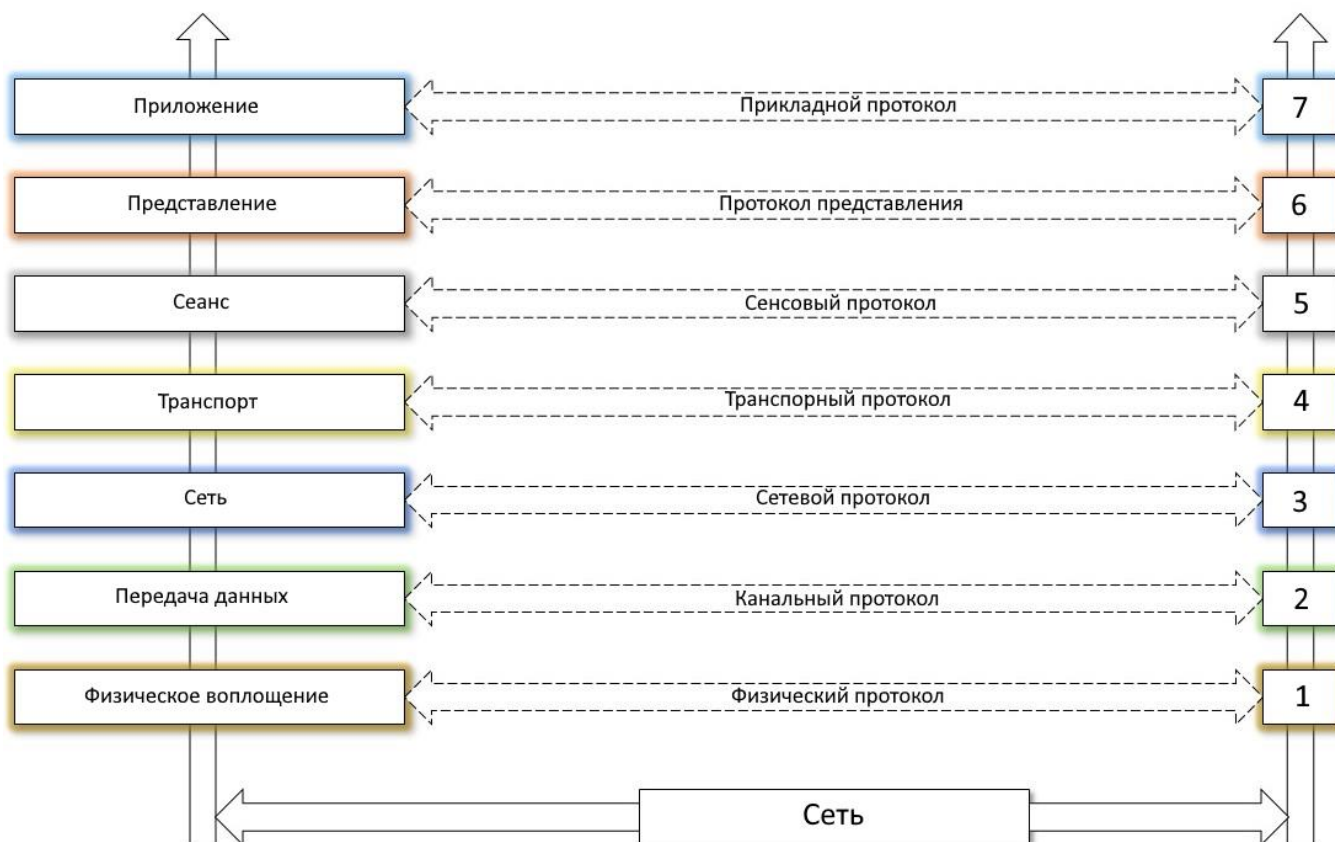 Приложение
Прикладной протокол
7
Представление
Протокол представления
6
Сеанс
Сенсовый протокол
5
Транспорт
Транспорный протокол
4
Сеть
Сетевой протокол
3
Передача данных
Канальный протокол
2
Физическое воплощение
Физический протокол
1
Сеть